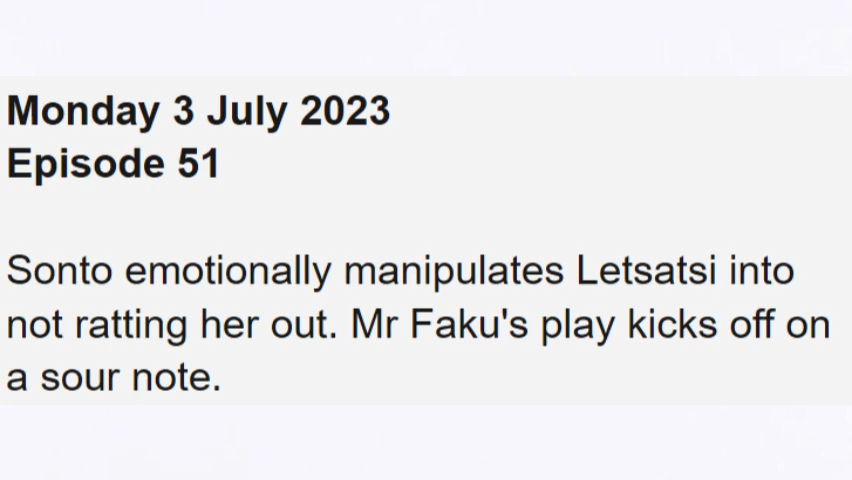 Monday 3 July 2023
Episode 51
Sonto emotionally manipulates Letsatsi into
not ratting her out. Mr Faku's play kicks off on
a sour note.